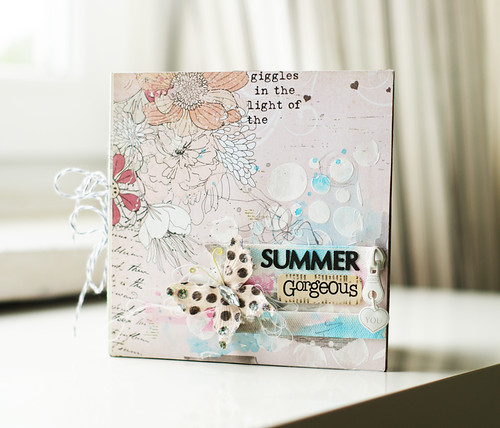 giggles
in the
light of
the
SUMMER
Gorgeous
YOU